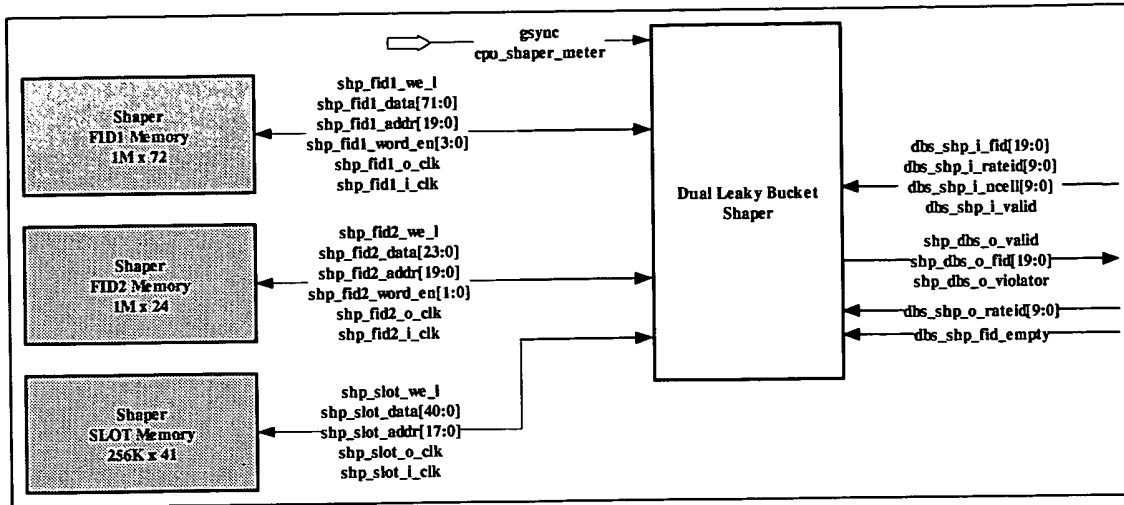 gsync
cpu_shaper_meter
Shaper
FID1 Memory
1M x 72
shp_fid1_we_l
shp_fid1_data[71:0]
shp_fid1_addr[19:0]
shp_fid1_word_en[3:0]
shp_fid1_o_clk
shp_fid1_i_clk
Shaper
FID2 Memory
1M x 24
shp_fid2_we_l
shp_fid2_data[23:0]
shp_fid2_addr[19:0]
shp_fid2_word_en[1:0]
shp_fid2_o_clk
shp_fid2_i_clk
Shaper
SLOT Memory
256K x 41
shp_slot_we_l
shp_slot_data[40:0]
shp_slot_addr[17:0]
shp_slot_o_clk
shp_slot_i_clk
Dual Leaky Bucket
Shaper
dbs_shp_i_fid[19:0]
dbs_shp_i_rateid[9:0]
dbs_shp_i_ncell[9:0]
dbs_shp_i_valid
shp_dbs_o_valid
shp_dbs_o_fid[19:0]
shp_dbs_o_violator
dbs_shp_o_rateid[9:0]
dbs_shp_fid_empty